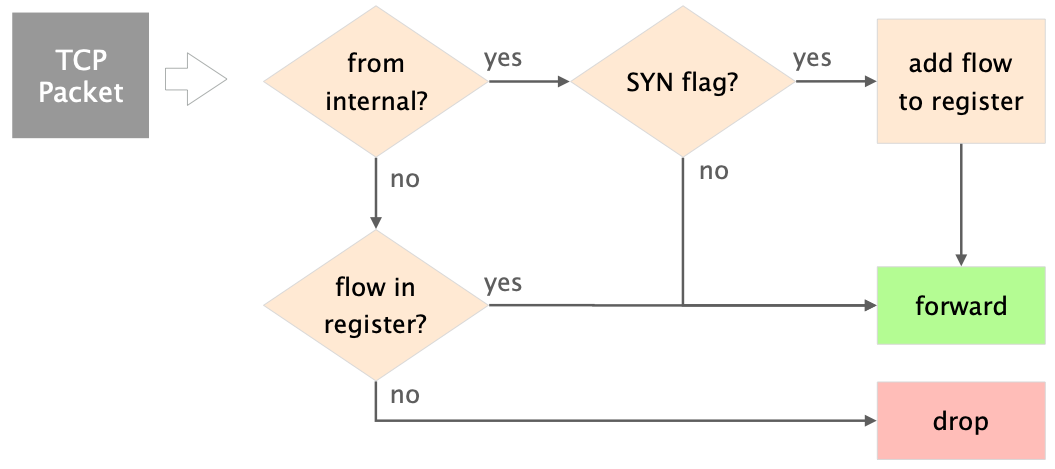 TCP
Packet
from
internal?
yes
SYN flag?
yes
add flow
to register
no
no
flow in
register?
yes
forward
no
drop